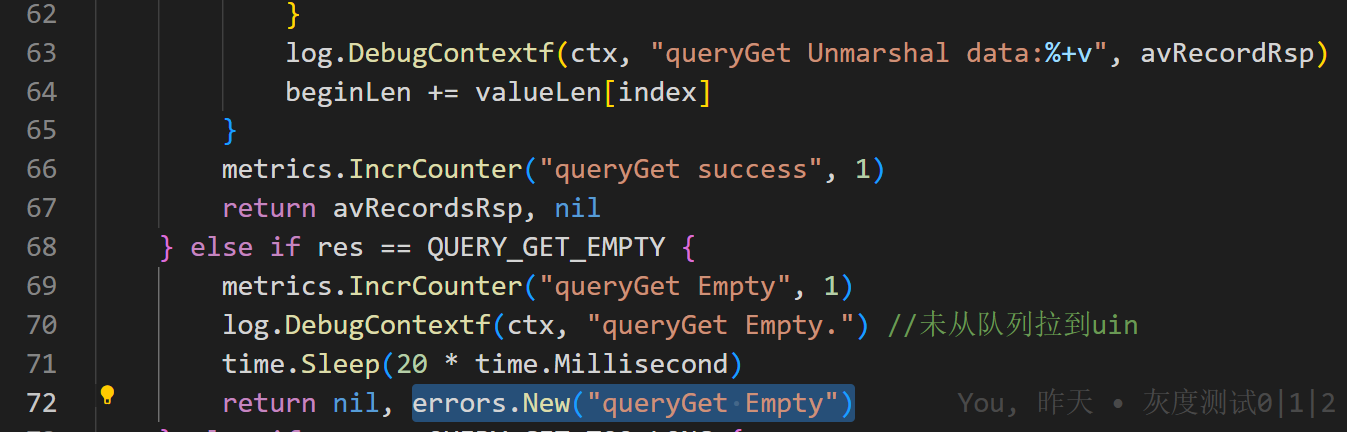 62 }
63 log.DebugContextf(ctx, "queryGet Unmarshal data:%+v", avRecordRsp)
64 beginLen += valueLen[index]
65 }
66 metrics.IncrCounter("queryGet success", 1)
67 return avRecordsRsp, nil
68 } else if res == QUERY_GET_EMPTY {
69 metrics.IncrCounter("queryGet Empty", 1)
70 log.DebugContextf(ctx, "queryGet Empty.") //未从队列拉到uin
71 time.Sleep(20 * time.Millisecond)
72 return nil, errors.New("queryGet·Empty") You, 昨天 • 灰度测试0|1|2